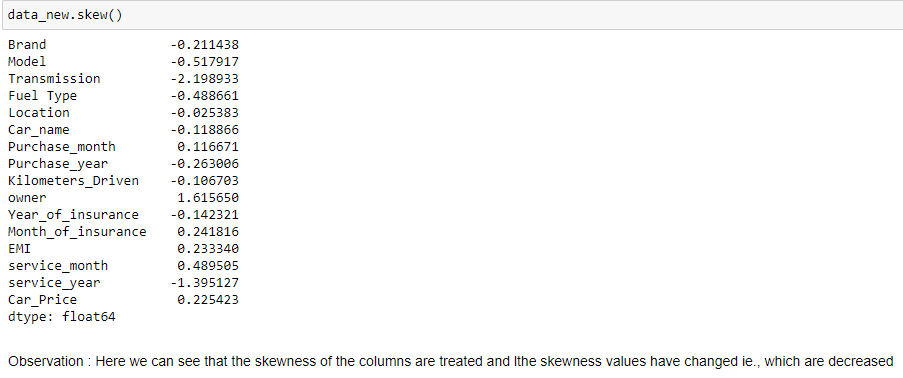 data_new.skew()
Brand -0.211438
Model -0.517917
Transmission -2.198933
Fuel Type -0.488661
Location -0.025383
Car_name -0.118866
Purchase_month 0.116671
Purchase_year -0.263006
Kilometers_Driven -0.106703
owner 1.615650
Year_of_insurance -0.142321
Month_of_insurance 0.241816
EMI 0.233340
service_month 0.489505
service_year -1.395127
Car_Price 0.225423
dtype: float64
Observation : Here we can see that the skewness of the columns are treated and lthe skewness values have changed ie., which are decreased